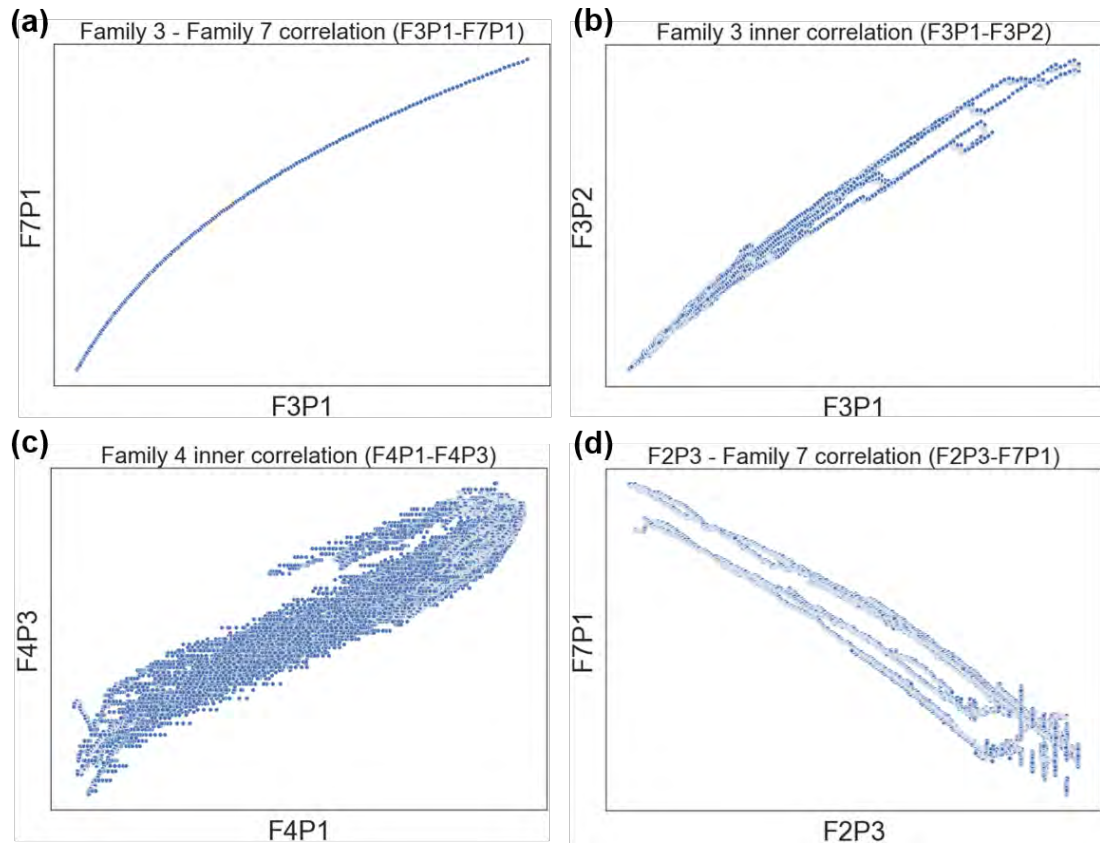 (a)
Family 3 - Family 7 correlation (F3P1-F7P1)
F7P1
F3P1
(b)
Family 3 inner correlation (F3P1-F3P2)
F3P2
F3P1
(c)
Family 4 inner correlation (F4P1-F4P3)
F4P3
F4P1
(d)
F2P3 - Family 7 correlation (F2P3-F7P1)
F7P1
F2P3